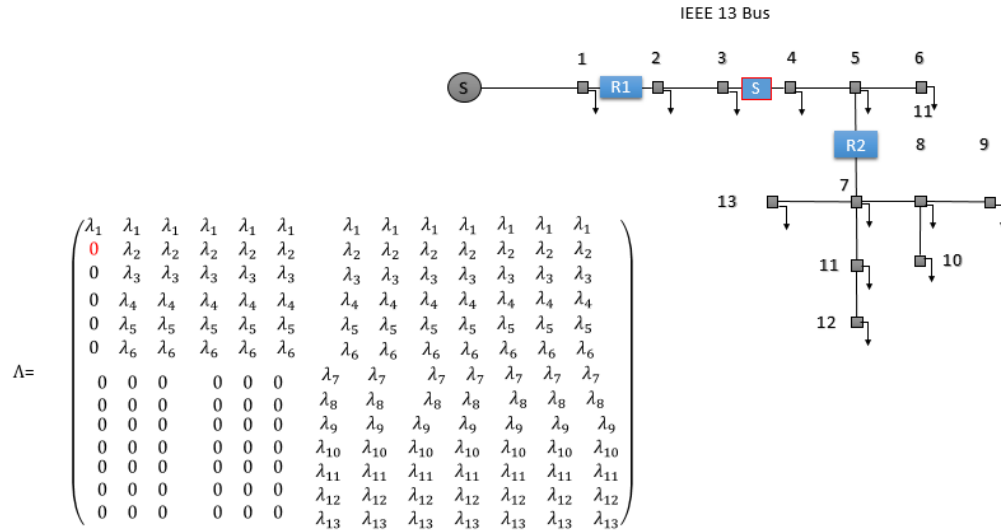 IEEE 13 Bus
1 2 3 4 5 6
S R1 S
11
R2 8 9
7
13
11 10
12
Λ=
λ₁ λ₁ λ₁ λ₁ λ₁ λ₁ λ₁ λ₁ λ₁ λ₁ λ₁ λ₁ λ₁
0 λ₂ λ₂ λ₂ λ₂ λ₂ λ₂ λ₂ λ₂ λ₂ λ₂ λ₂ λ₂
0 λ₃ λ₃ λ₃ λ₃ λ₃ λ₃ λ₃ λ₃ λ₃ λ₃ λ₃ λ₃
0 λ₄ λ₄ λ₄ λ₄ λ₄ λ₄ λ₄ λ₄ λ₄ λ₄ λ₄ λ₄
0 λ₅ λ₅ λ₅ λ₅ λ₅ λ₅ λ₅ λ₅ λ₅ λ₅ λ₅ λ₅
0 λ₆ λ₆ λ₆ λ₆ λ₆ λ₆ λ₆ λ₆ λ₆ λ₆ λ₆ λ₆
0 0 0 0 0 0 λ₇ λ₇ λ₇ λ₇ λ₇ λ₇ λ₇
0 0 0 0 0 0 λ₈ λ₈ λ₈ λ₈ λ₈ λ₈ λ₈
0 0 0 0 0 0 λ₉ λ₉ λ₉ λ₉ λ₉ λ₉ λ₉
0 0 0 0 0 0 λ₁₀ λ₁₀ λ₁₀ λ₁₀ λ₁₀ λ₁₀ λ₁₀
0 0 0 0 0 0 λ₁₁ λ₁₁ λ₁₁ λ₁₁ λ₁₁ λ₁₁ λ₁₁
0 0 0 0 0 0 λ₁₂ λ₁₂ λ₁₂ λ₁₂ λ₁₂ λ₁₂ λ₁₂
0 0 0 0 0 0 λ₁₃ λ₁₃ λ₁₃ λ₁₃ λ₁₃ λ₁₃ λ₁₃